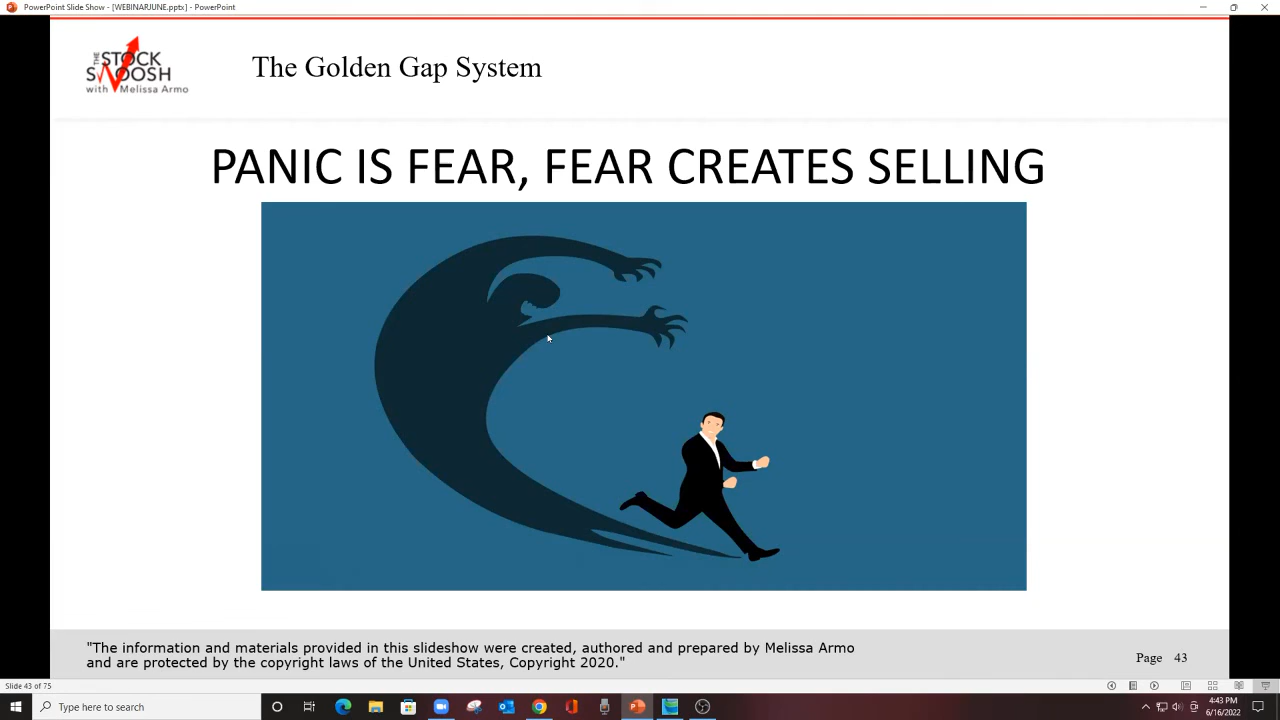 PowerPoint Slide Show - [WEBINARJUNE.pptx] - PowerPoint
THE STOCK
SWOOSH
with Melissa Armo
The Golden Gap System
PANIC IS FEAR, FEAR CREATES SELLING
"The information and materials provided in this slideshow were created, authored and prepared by Melissa Armo
and are protected by the copyright laws of the United States, Copyright 2020."
Page 43
Slide 43 of 75
Type here to search
4:43 PM
6/16/2022